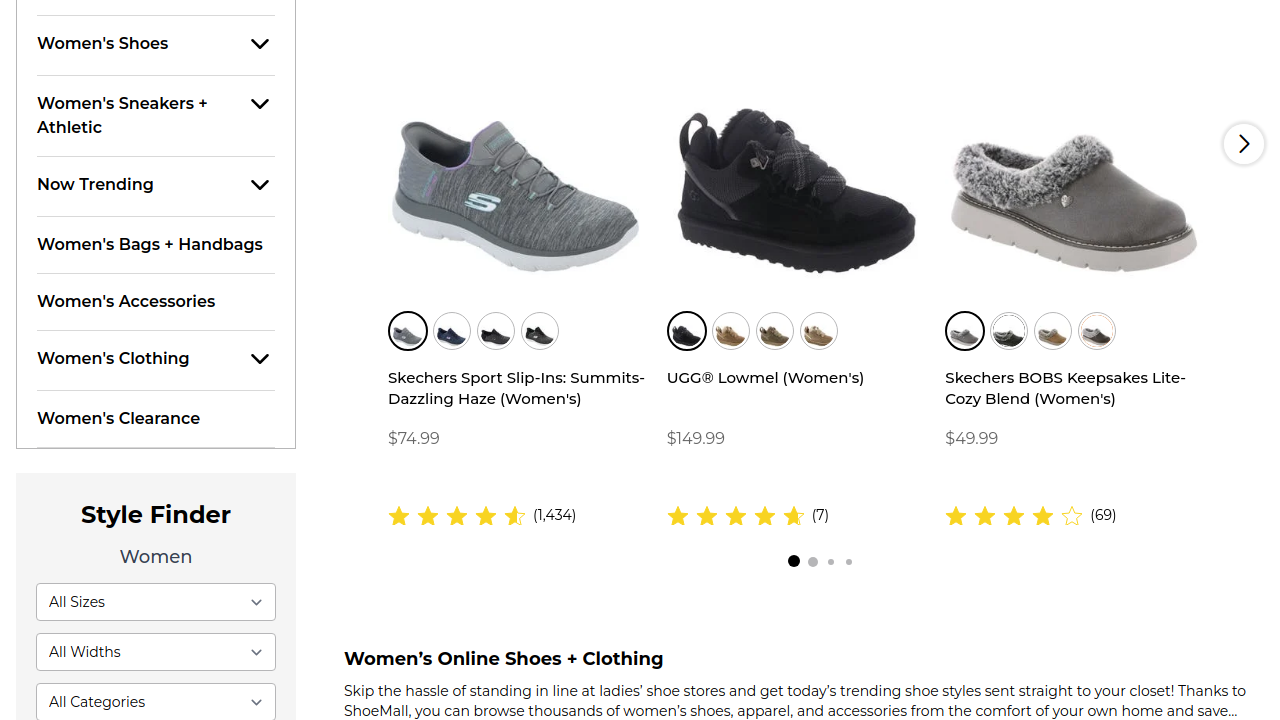 Women's Shoes
Women's Sneakers +
Athletic
Now Trending
Women's Bags + Handbags
Women's Accessories
Women's Clothing
Women's Clearance
Style Finder
Women
All Sizes
All Widths
All Categories
Skechers Sport Slip-Ins: Summits-
Dazzling Haze (Women's)
$74.99
(1,434)
UGG® Lowmel (Women's)
$149.99
(7)
Skechers BOBS Keepsakes Lite-
Cozy Blend (Women's)
$49.99
(69)
Women’s Online Shoes + Clothing
Skip the hassle of standing in line at ladies’ shoe stores and get today’s trending shoe styles sent straight to your closet! Thanks to
ShoeMall, you can browse thousands of women’s shoes, apparel, and accessories from the comfort of your own home and save...